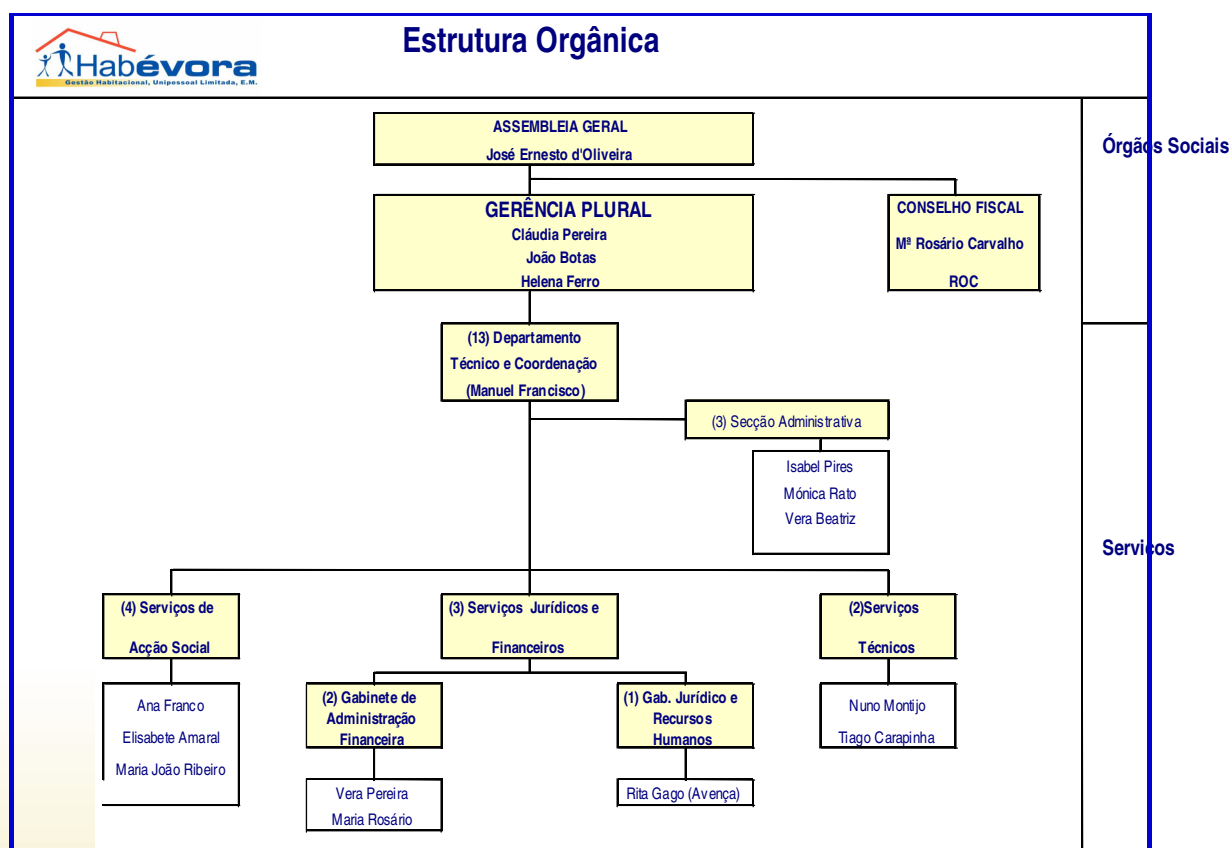 Habévora
Gestão Habitacional, Unipessoal Limitada, E.M.
Estrutura Orgânica
ASSEMBLEIA GERAL
José Ernesto d'Oliveira
Órgãos Sociais
GERÊNCIA PLURAL
Cláudia Pereira
João Botas
Helena Ferro
CONSELHO FISCAL
Mª Rosário Carvalho
ROC
(13) Departamento
Técnico e Coordenação
(Manuel Francisco)
(3) Secção Administrativa
Isabel Pires
Mónica Rato
Vera Beatriz
Serviços
(4) Serviços de
Acção Social
(3) Serviços Jurídicos e
Financeiros
(2)Serviços
Técnicos
Ana Franco
Elisabete Amaral
Maria João Ribeiro
(2) Gabinete de
Administração
Financeira
(1) Gab. Jurídico e
Recursos
Humanos
Nuno Montijo
Tiago Carapinha
Vera Pereira
Maria Rosário
Rita Gago (Avença)